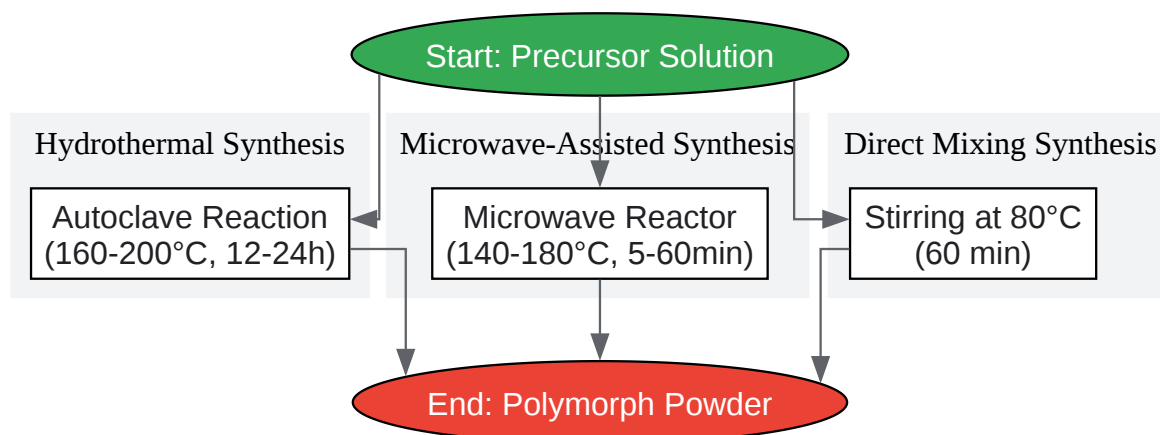 Start: Precursor Solution
Hydrothermal Synthesis
Microwave-Assisted Synthesis
Direct Mixing Synthesis
Autoclave Reaction
(160-200°C, 12-24h)
Microwave Reactor
(140-180°C, 5-60min)
Stirring at 80°C
(60 min)
End: Polymorph Powder